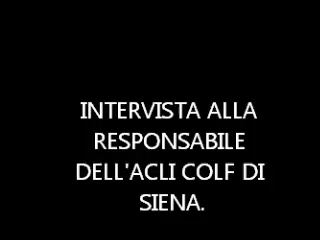 INTERVISTA ALLA
RESPONSABILE
DELL'ACLI COLF DI
SIENA.